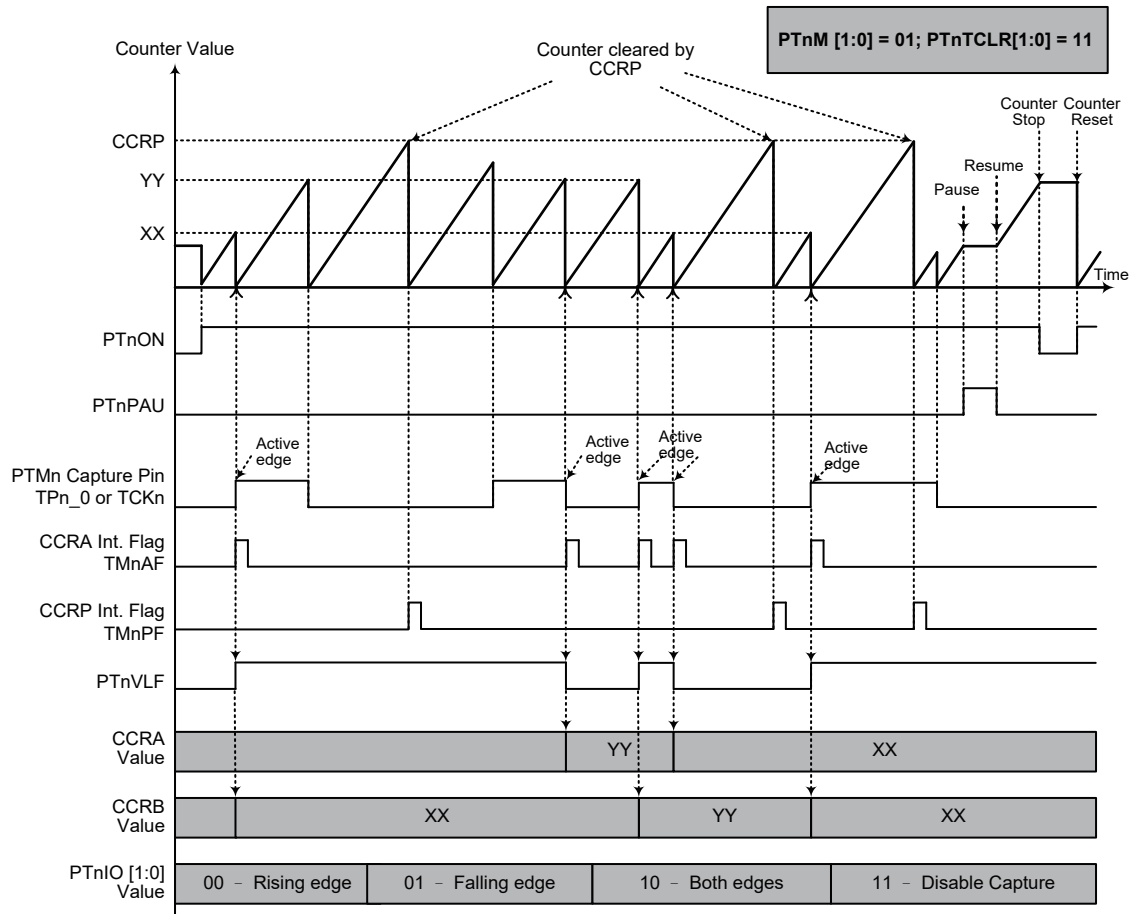 PTnM [1:0] = 01; PTnTCLR[1:0] = 11
Counter Value
Counter cleared by
CCRP
Counter
Stop
Counter
Reset
CCRP
YY
XX
Pause
Resume
Time
PTnON
PTnPAU
Active
edge
Active
edge
Active
edge
Active
edge
PTMn Capture Pin
TPn_0 or TCKn
CCRA Int. Flag
TMnAF
CCRP Int. Flag
TMnPF
PTnVLF
CCRA
Value
YY
XX
CCRB
Value
XX
YY
XX
PTnIO [1:0]
Value
00 – Rising edge
01 – Falling edge
10 – Both edges
11 – Disable Capture